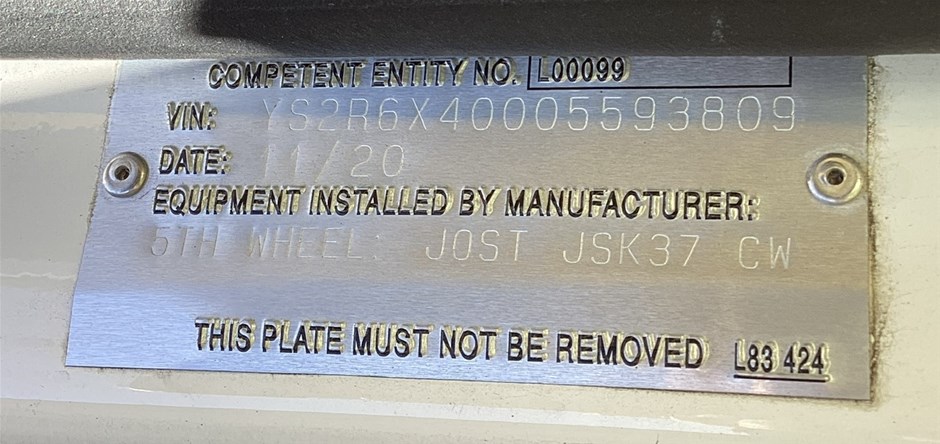 COMPETENT ENTITY NO. L00099
VIN: YS2R6X40005593809
DATE: 11/20
EQUIPMENT INSTALLED BY MANUFACTURER:
5TH WHEEL: JOST JSK37 CW
THIS PLATE MUST NOT BE REMOVED L83 424